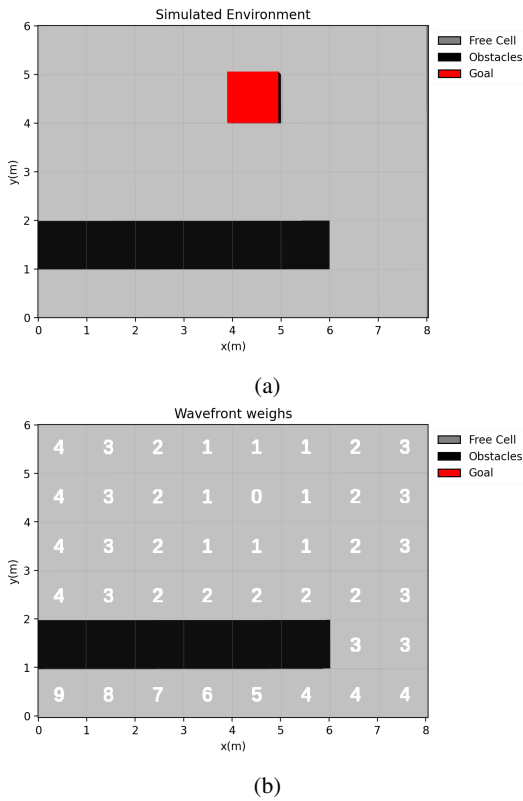 Simulated Environment
6
5
4
3
2
1
0
y(m)
0 1 2 3 4 5 6 7 8
x(m)
Free Cell
Obstacles
Goal
(a)
Wavefront weighs
6
5
4
3
2
1
0
y(m)
4 3 2 1 1 1 2 3
4 3 2 1 0 1 2 3
4 3 2 1 1 1 2 3
4 3 2 2 2 2 2 3
3 3
9 8 7 6 5 4 4 4
0 1 2 3 4 5 6 7 8
x(m)
Free Cell
Obstacles
Goal
(b)